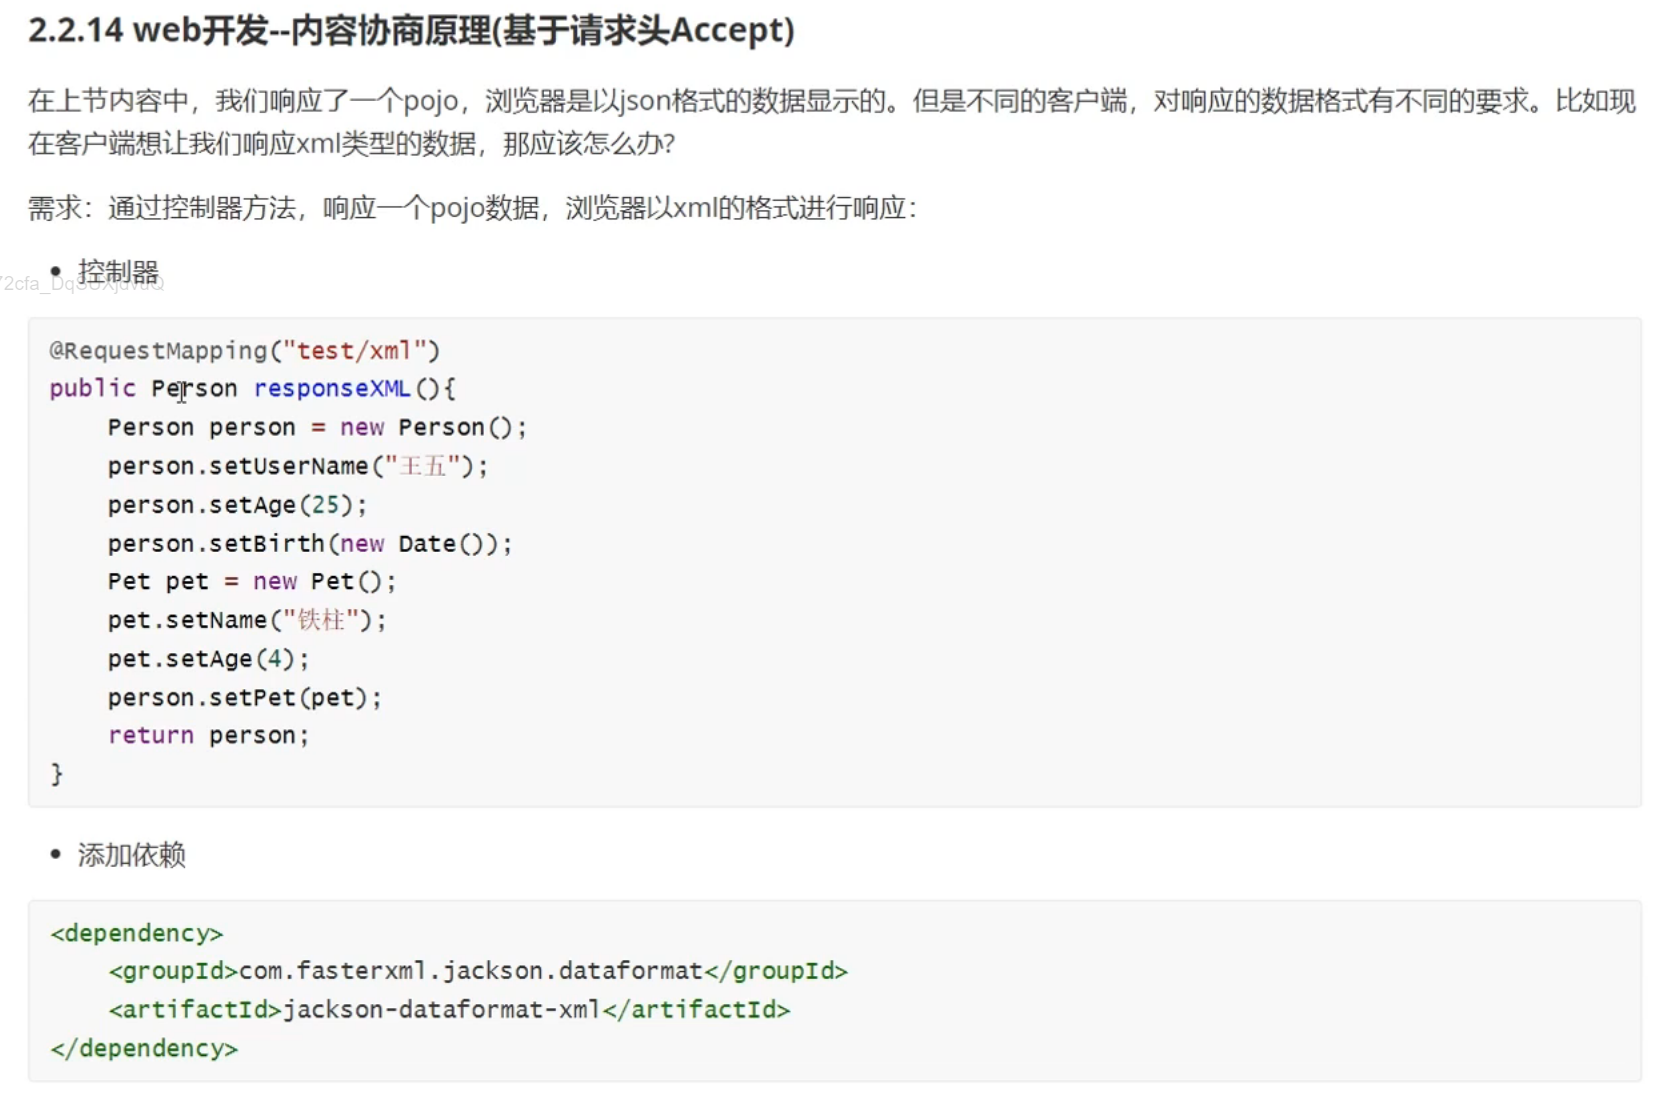 2.2.14 web开发--内容协商原理(基于请求头Accept)
在上节内容中，我们响应了一个pojo，浏览器是以json格式的数据显示的。但是不同的客户端，对响应的数据格式有不同的要求。比如现
在客户端想让我们响应xml类型的数据，那应该怎么办?
需求：通过控制器方法，响应一个pojo数据，浏览器以xml的格式进行响应：
• 控制器
@RequestMapping("test/xml")
public Person responseXML(){
    Person person = new Person();
    person.setUserName("王五");
    person.setAge(25);
    person.setBirth(new Date());
    Pet pet = new Pet();
    pet.setName("铁柱");
    pet.setAge(4);
    person.setPet(pet);
    return person;
}
• 添加依赖
<dependency>
    <groupId>com.fasterxml.jackson.dataformat</groupId>
    <artifactId>jackson-dataformat-xml</artifactId>
</dependency>